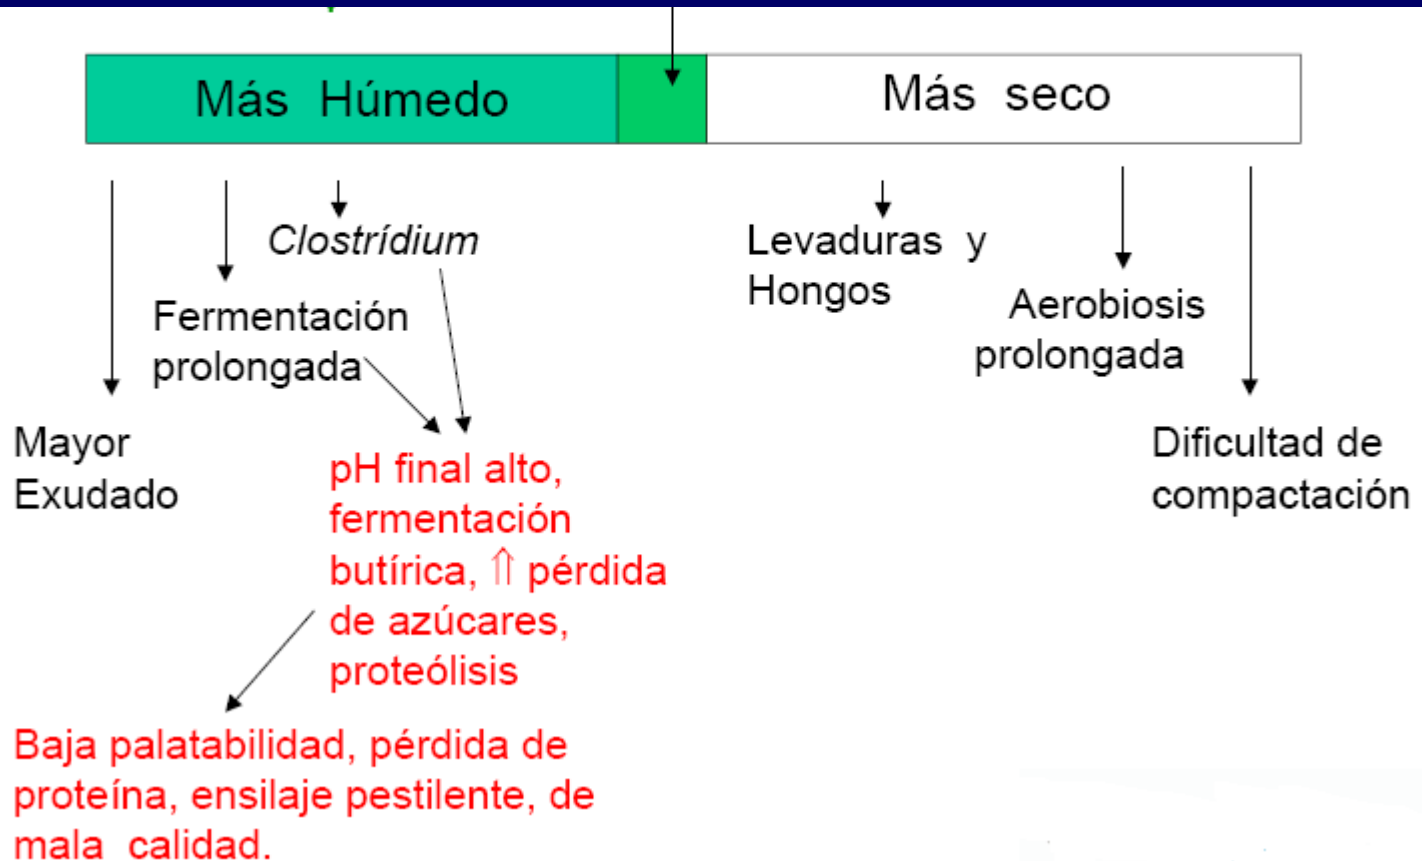 Más Húmedo
Más seco
Clostrídium
Fermentación
prolongada
Mayor
Exudado
pH final alto,
fermentación
butírica, ⇑ pérdida
de azúcares,
proteólisis
Baja palatabilidad, pérdida de
proteína, ensilaje pestilente, de
mala calidad.
Levaduras y
Hongos
Aerobiosis
prolongada
Dificultad de
compactación